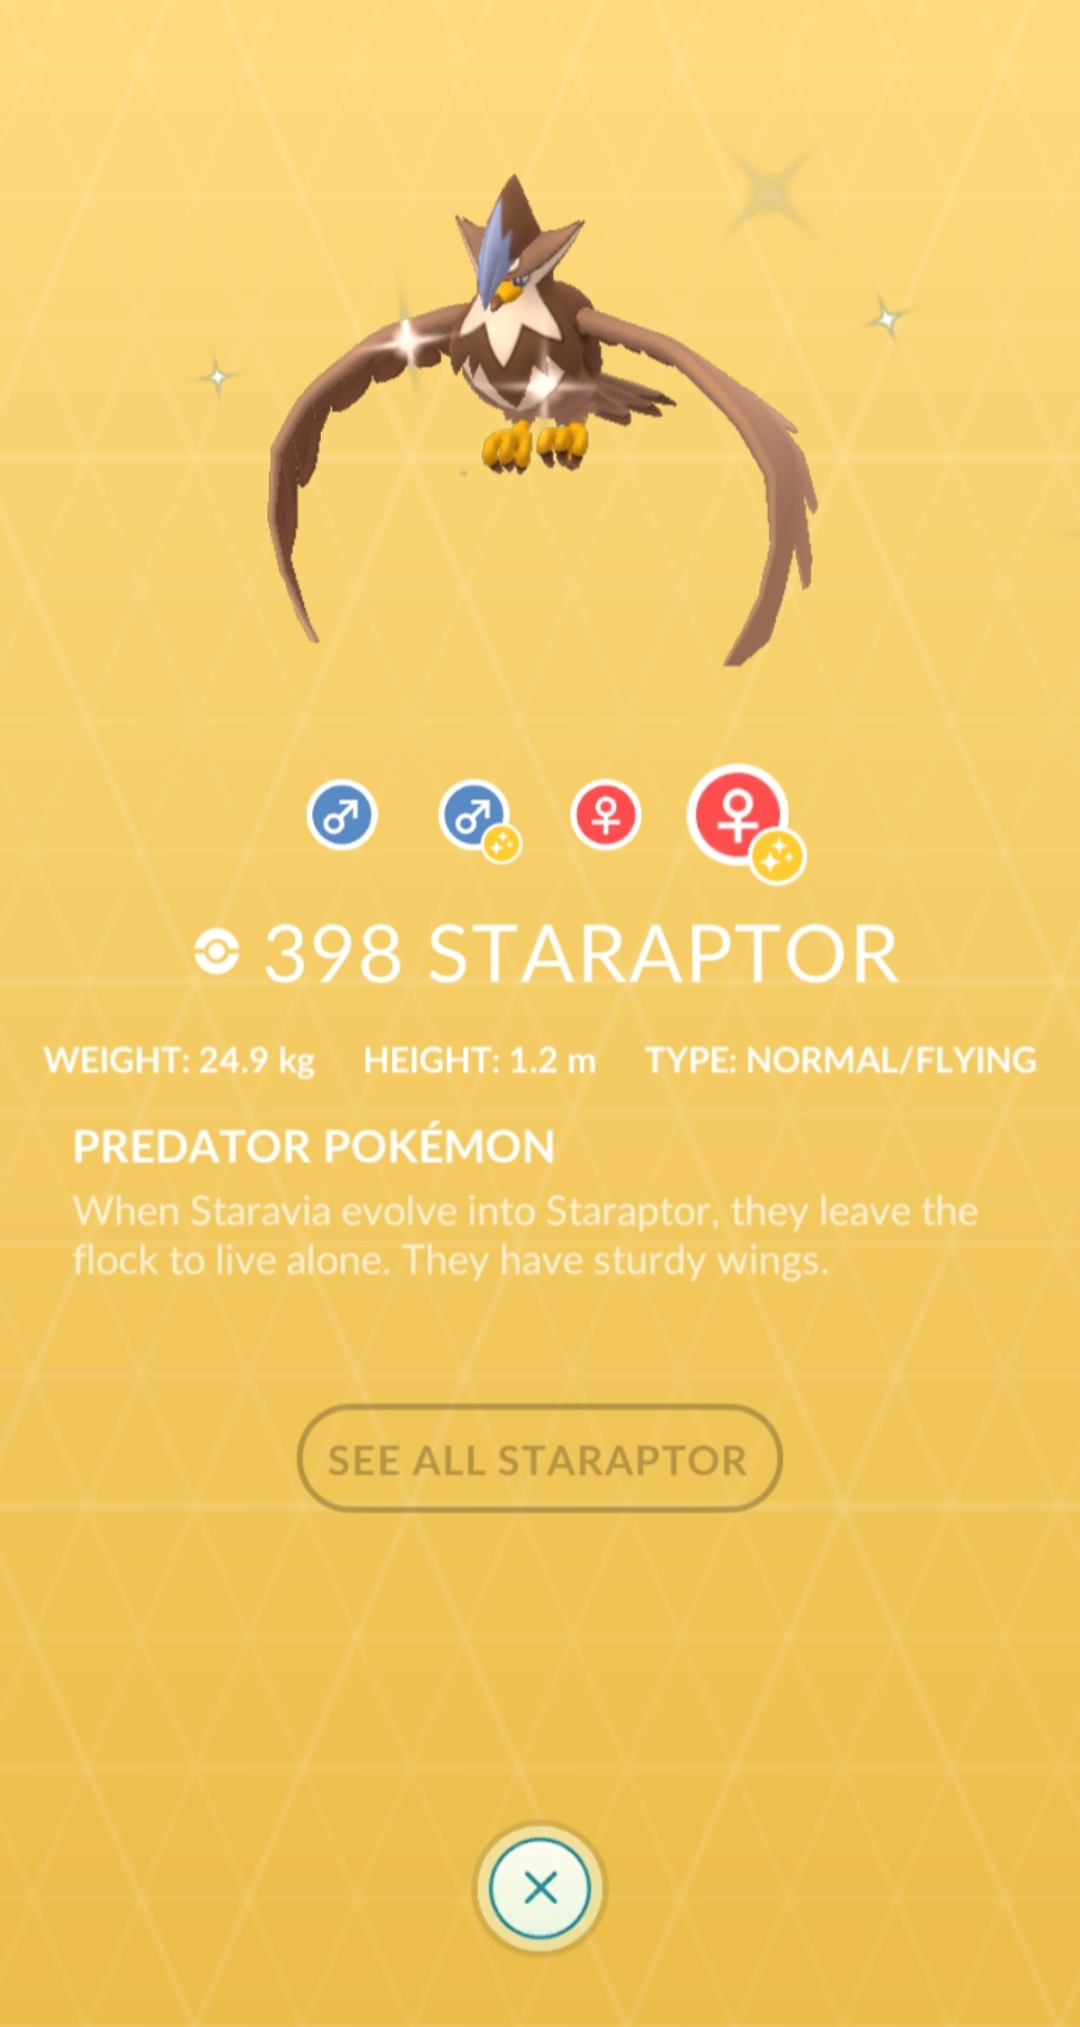 398 STARAPTOR
WEIGHT: 24.9 kg HEIGHT: 1.2 m TYPE: NORMAL/FLYING
PREDATOR POKÉMON
When Staravia evolve into Staraptor, they leave the
flock to live alone. They have sturdy wings.
SEE ALL STARAPTOR